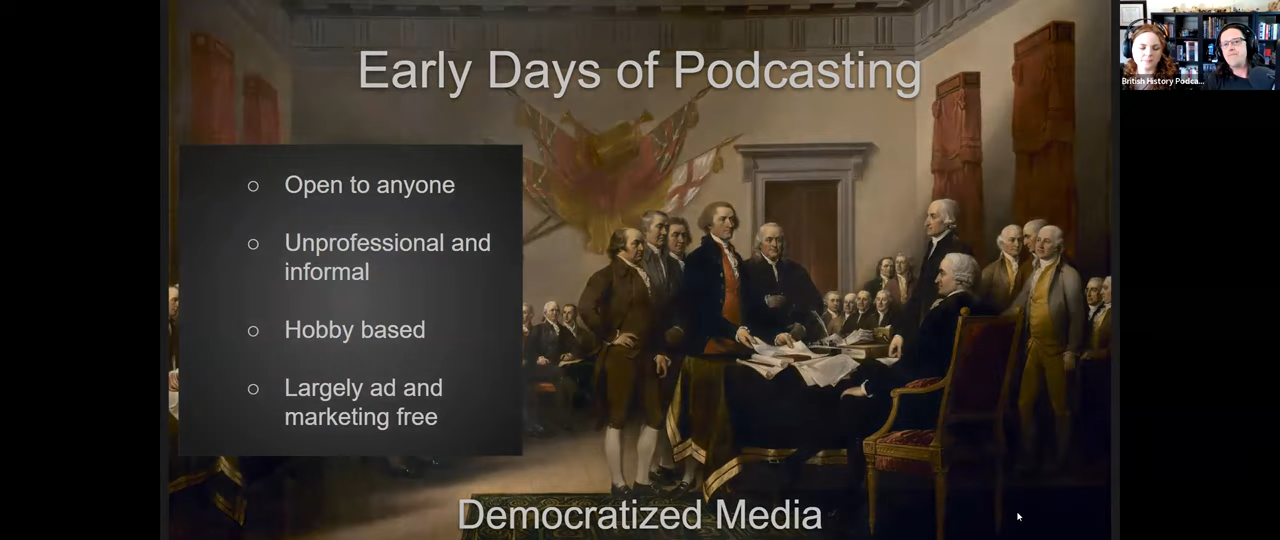 Early Days of Podcasting
British History Podca...
○ Open to anyone
○ Unprofessional and
informal
○ Hobby based
○ Largely ad and
marketing free
Democratized Media